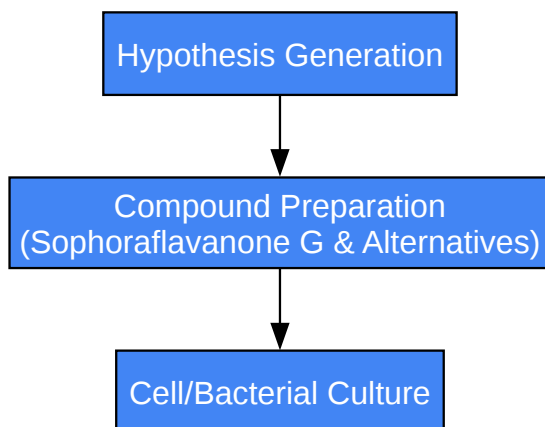 Hypothesis Generation
Compound Preparation
(Sophoraflavanone G & Alternatives)
Cell/Bacterial Culture